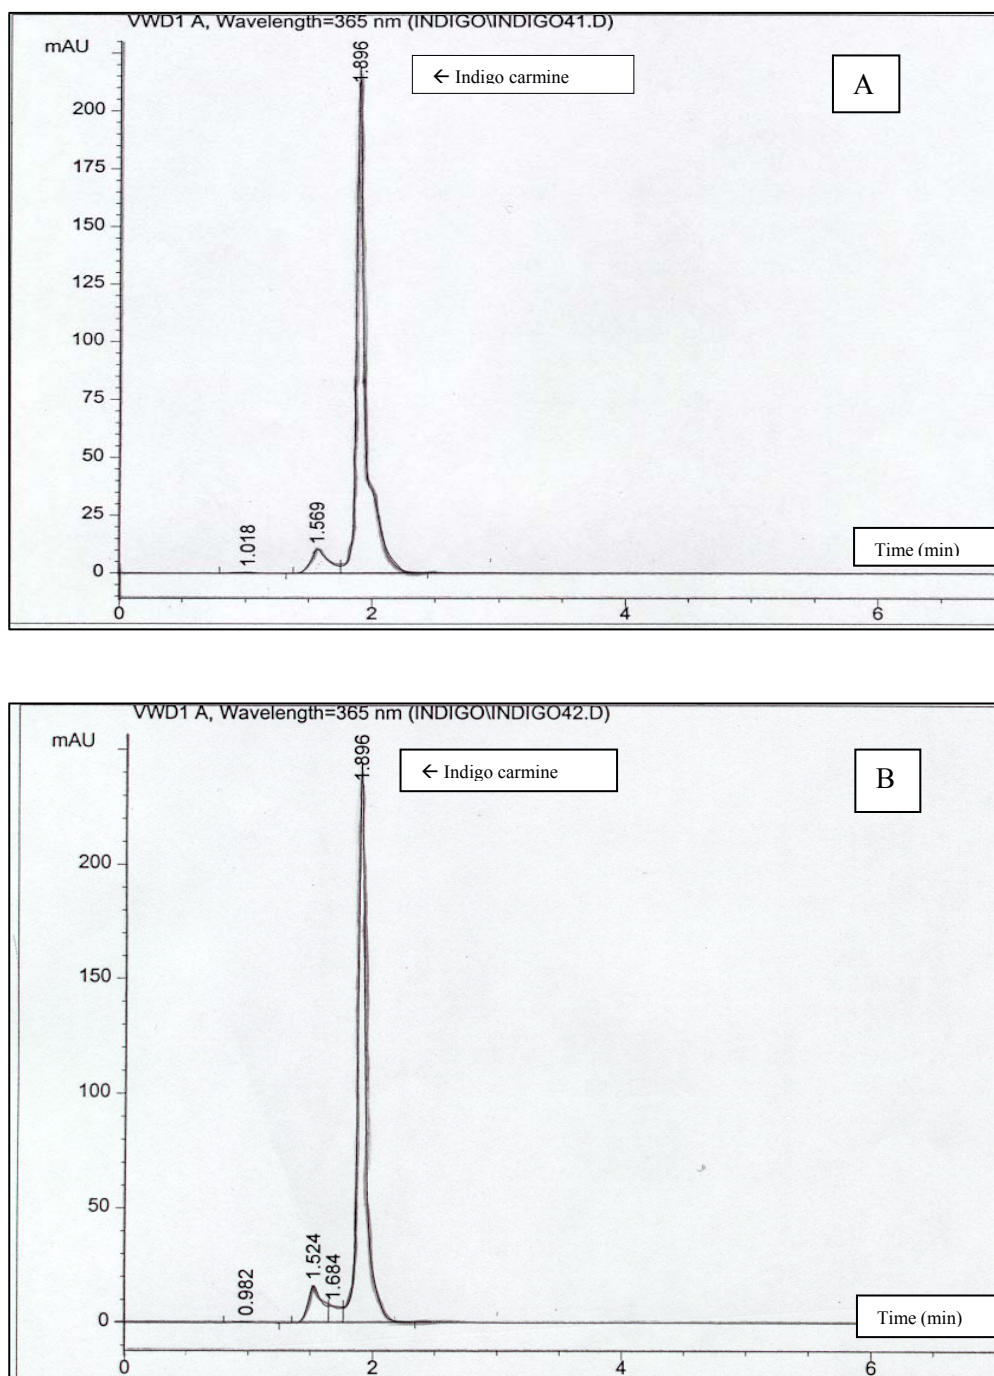 VWD1 A, Wavelength=365 nm (INDIGO\INDIGO41.D)
mAU
1.896
← Indigo carmine
A
200
175
150
125
100
75
50
25
0
1.018
1.569
Time (min)
0 2 4 6
VWD1 A, Wavelength=365 nm (INDIGO\INDIGO42.D)
mAU
1.896
← Indigo carmine
B
200
150
100
50
0
0.982
1.524
1.684
Time (min)
0 2 4 6